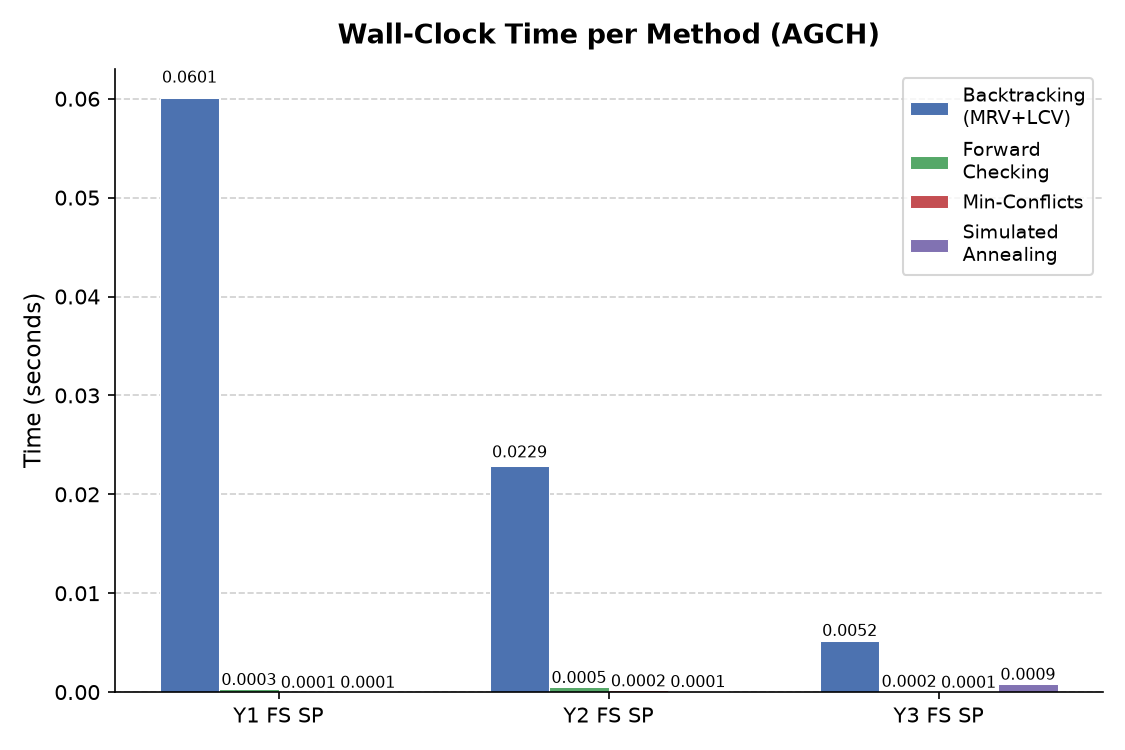 Wall-Clock Time per Method (AGCH)
Time (seconds)
0.06
0.05
0.04
0.03
0.02
0.01
0.00
0.0601
0.0003
0.0001
0.0001
0.0229
0.0005
0.0002
0.0001
0.0052
0.0002
0.0001
0.0009
Y1 FS SP
Y2 FS SP
Y3 FS SP
Backtracking
(MRV+LCV)
Forward
Checking
Min-Conflicts
Simulated
Annealing